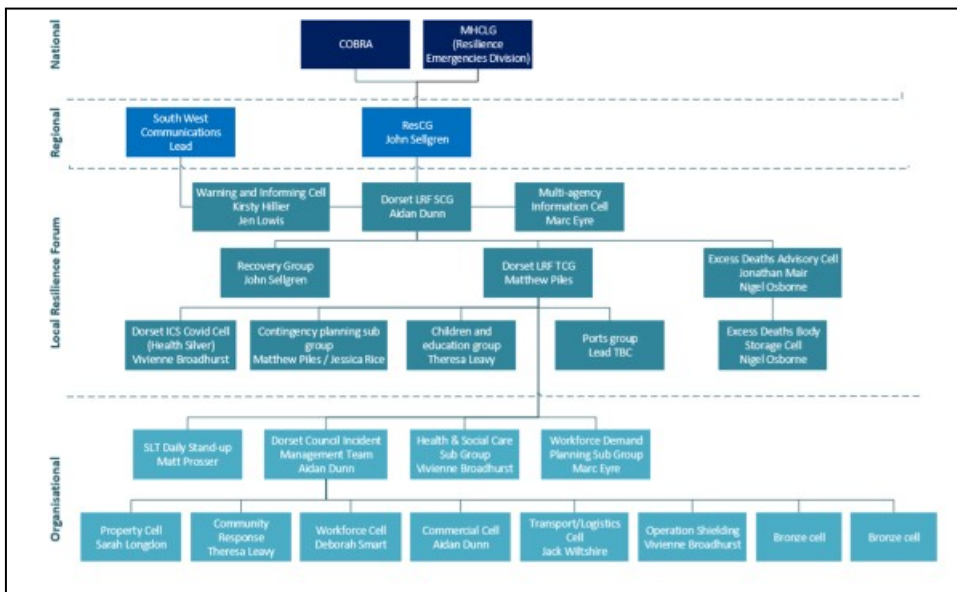 National
COBRA
MHCLG
(Resilience
Emergencies Division)
Regional
South West
Communications
Lead
ResCG
John Sellgren
Local Resilience Forum
Warning and Informing Cell
Kirsty Hillier
Jen Lowis
Dorset LRF SCG
Aidan Dunn
Multi-agency
Information Cell
Marc Eyre
Recovery Group
John Sellgren
Dorset LRF TCG
Matthew Piles
Excess Deaths Advisory Cell
Jonathan Mair
Nigel Osborne
Dorset ICS Covid Cell
(Health Silver)
Vivienne Broadhurst
Contingency planning sub
group
Matthew Piles / Jessica Rice
Children and
education group
Theresa Leavy
Ports group
Lead TBC
Excess Deaths Body
Storage Cell
Nigel Osborne
Organisational
SLT Daily Stand-up
Matt Prosser
Dorset Council Incident
Management Team
Aidan Dunn
Health & Social Care
Sub Group
Vivienne Broadhurst
Workforce Demand
Planning Sub Group
Marc Eyre
Property Cell
Sarah Longdon
Community
Response
Theresa Leavy
Workforce Cell
Deborah Smart
Commercial Cell
Aidan Dunn
Transport/Logistics
Cell
Jack Wiltshire
Operation Shielding
Vivienne Broadhurst
Bronze cell
Bronze cell